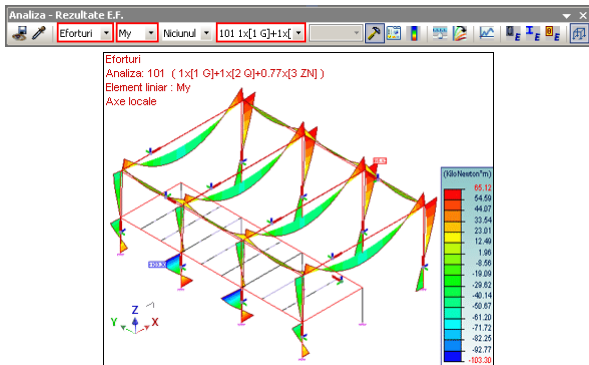 Analiza - Rezultate E.F.
Eforturi My Niciunul 101 1x[1 G]+1x[
Eforturi
Analiza: 101 ( 1x[1 G]+1x[2 Q]+0.77x[3 ZN] )
Element liniar : My
Axe locale
(KiloNewton*m)
65.12
54.59
44.07
33.54
23.01
12.49
1.96
-8.56
-19.09
-29.62
-40.14
-50.67
-61.20
-71.72
-82.25
-92.77
-103.30
Z
Y X